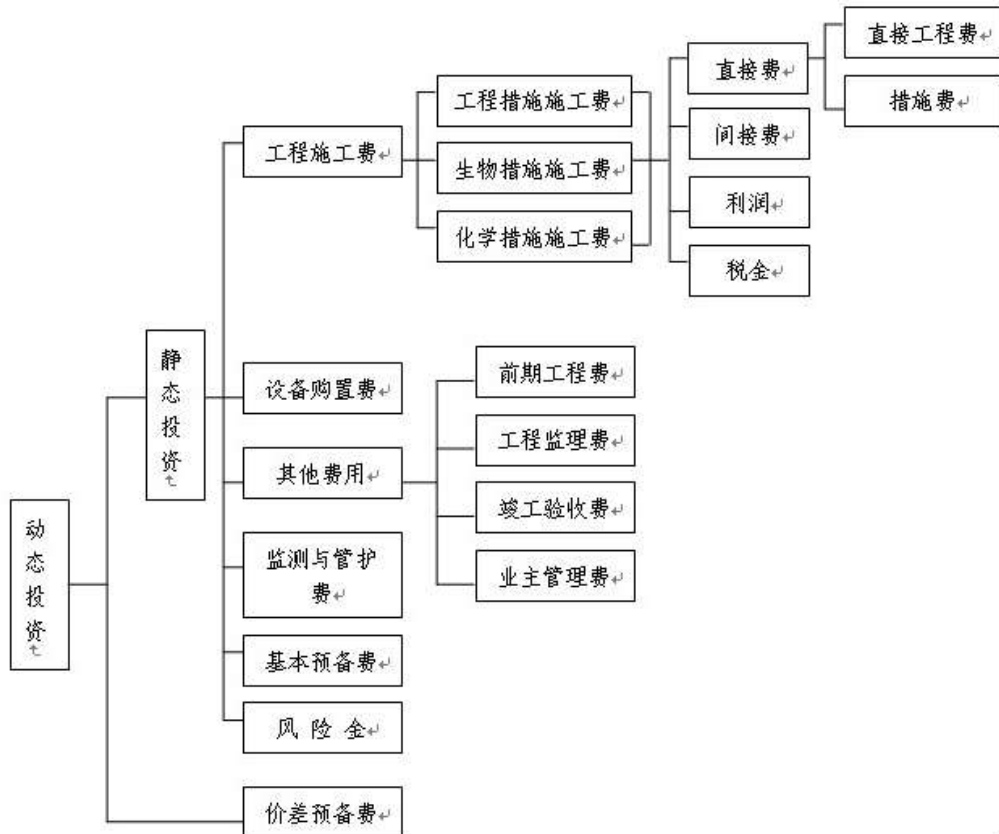 直接工程费
直接费
措施费
工程措施施工费
间接费
工程施工费
生物措施施工费
利润
化学措施施工费
税金
静态投资
前期工程费
设备购置费
工程监理费
其他费用
竣工验收费
动态投资
监测与管护
费
业主管理费
基本预备费
风险金
价差预备费